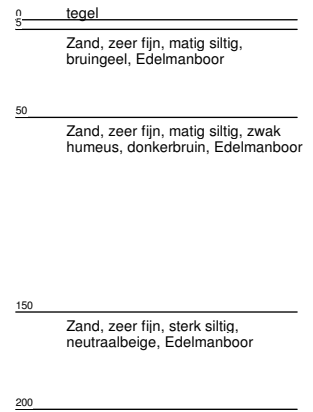 0 tegel
5
Zand, zeer fijn, matig siltig,
bruingeel, Edelmanboor
50
Zand, zeer fijn, matig siltig, zwak
humeus, donkerbruin, Edelmanboor
150
Zand, zeer fijn, sterk siltig,
neutraalbeige, Edelmanboor
200